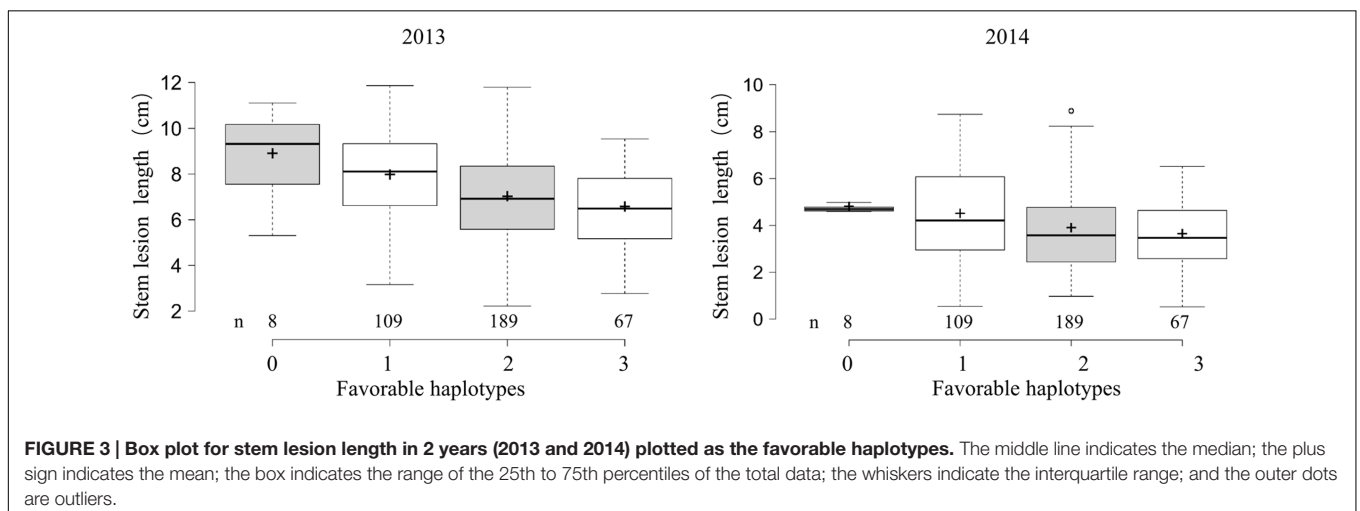 2013
2014
Stem lesion length (cm)
12
10
8
6
4
2
n 8 109 189 67
0 1 2 3
Favorable haplotypes
Stem lesion length (cm)
10
8
6
4
2
0
n 8 109 189 67
0 1 2 3
Favorable haplotypes
FIGURE 3 | Box plot for stem lesion length in 2 years (2013 and 2014) plotted as the favorable haplotypes. The middle line indicates the median; the plus
sign indicates the mean; the box indicates the range of the 25th to 75th percentiles of the total data; the whiskers indicate the interquartile range; and the outer dots
are outliers.